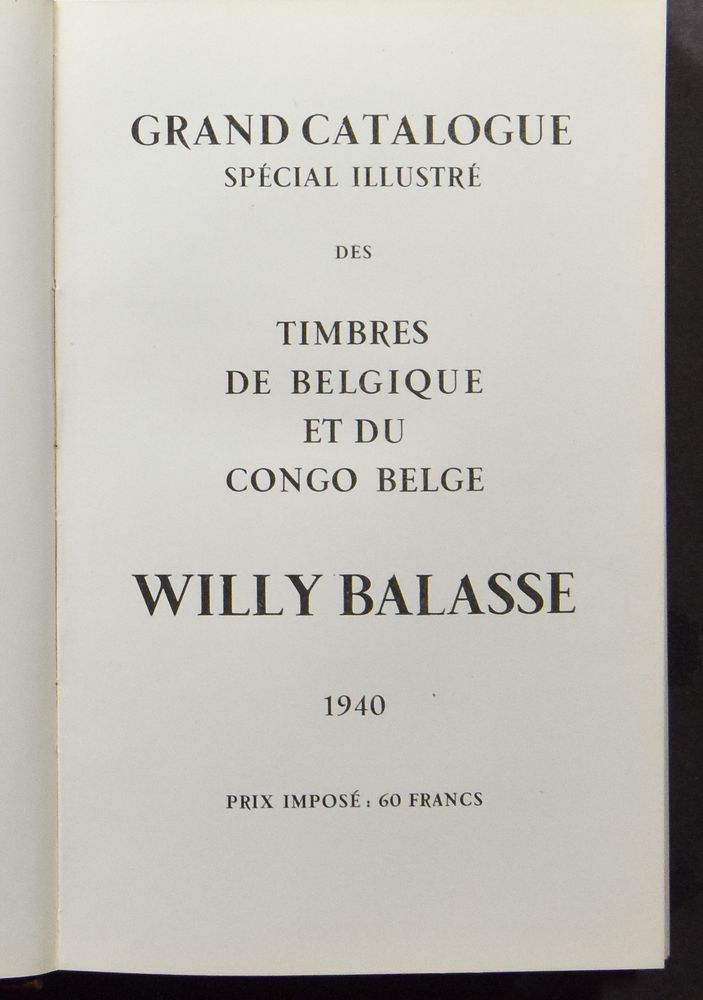 GRAND CATALOGUE
SPÉCIAL ILLUSTRÉ
DES
TIMBRES
DE BELGIQUE
ET DU
CONGO BELGE
WILLY BALASSE
1940
PRIX IMPOSÉ : 60 FRANCS